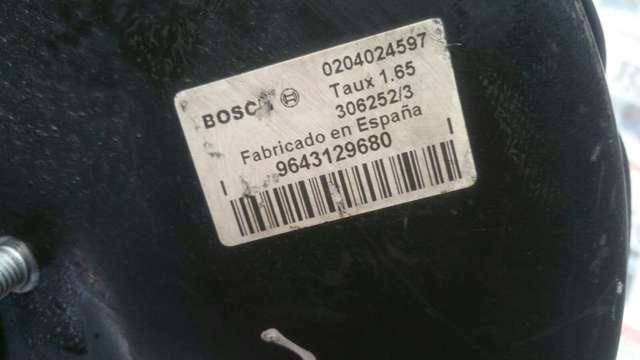 0204024597
BOSCH
Taux 1.65
306252/3
Fabricado en España
9643129680
I I